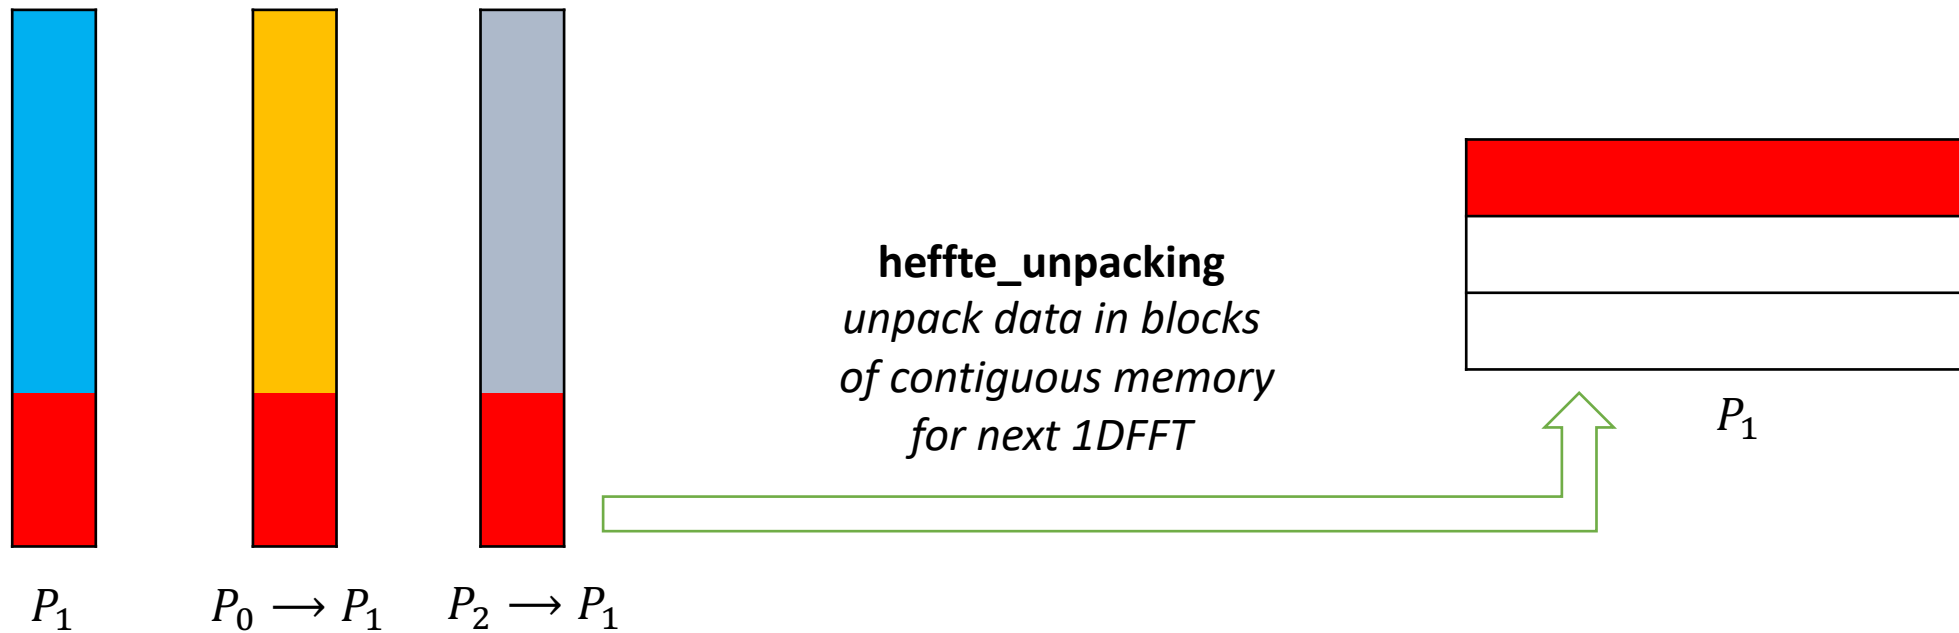 heffte_unpacking
unpack data in blocks
of contiguous memory
for next 1DFFT
P₁
P₁
P₀ → P₁
P₂ → P₁